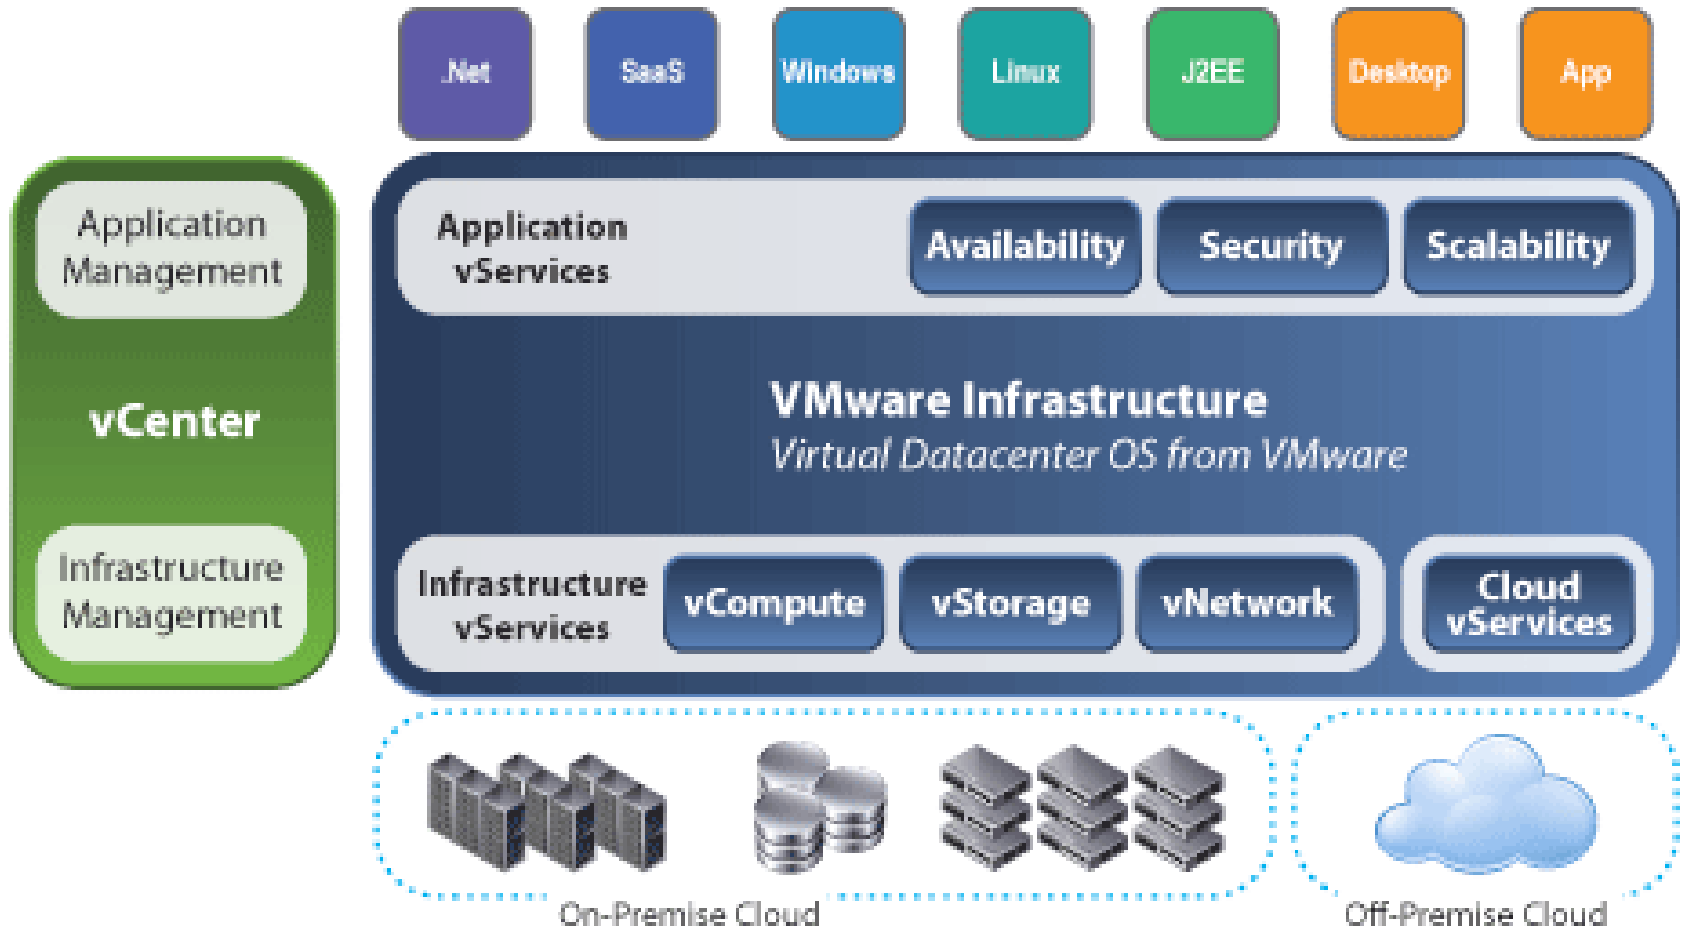 .Net
SaaS
Windows
Linux
J2EE
Desktop
App
Application
Management
vCenter
Infrastructure
Management
Application
vServices
Availability
Security
Scalability
VMware Infrastructure
Virtual Datacenter OS from VMware
Infrastructure
vServices
vCompute
vStorage
vNetwork
Cloud
vServices
On-Premise Cloud
Off-Premise Cloud